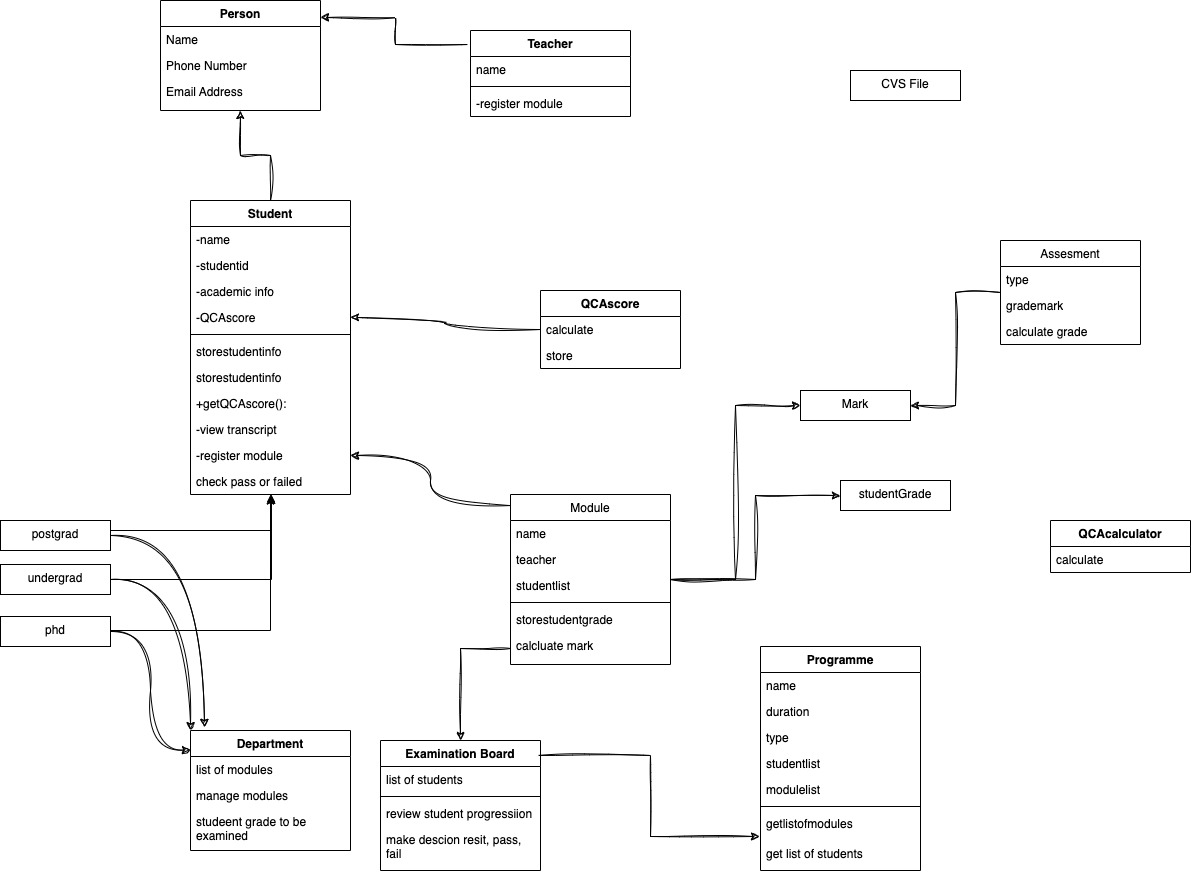 Person
Name
Phone Number
Email Address
Teacher
name
-register module
CVS File
Student
-name
-studentid
-academic info
-QCAscore
storestudentinfo
storestudentinfo
+getQCAscore():
-view transcript
-register module
check pass or failed
QCAscore
calculate
store
Assesment
type
grademark
calculate grade
Mark
studentGrade
QCAcalculator
calculate
Module
name
teacher
studentlist
storestudentgrade
calcluate mark
postgrad
undergrad
phd
Department
list of modules
manage modules
studeent grade to be
examined
Examination Board
list of students
review student progressiion
make descion resit, pass,
fail
Programme
name
duration
type
studentlist
modulelist
getlistofmodules
get list of students